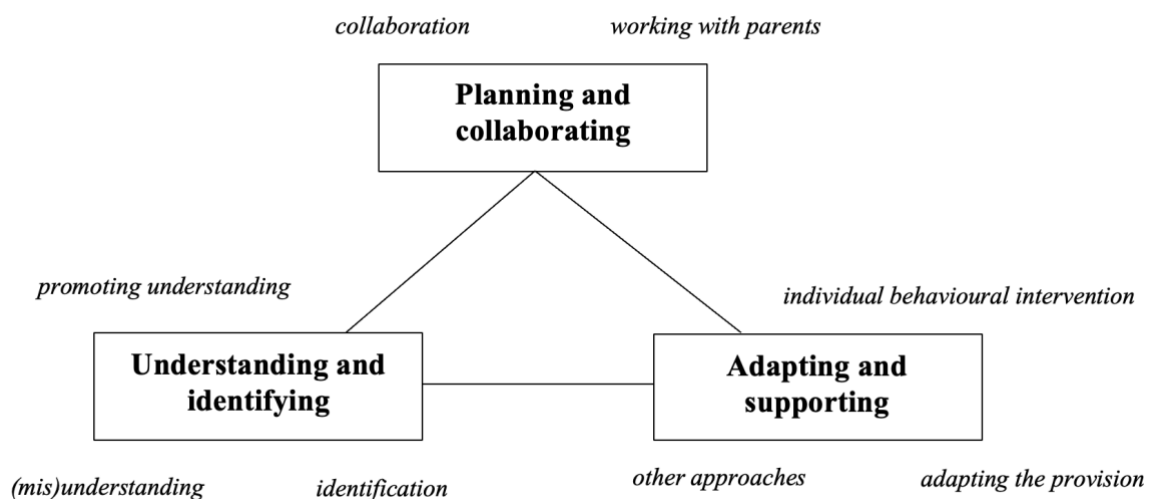 collaboration working with parents
Planning and
collaborating
promoting understanding
individual behavioural intervention
Understanding and
identifying
Adapting and
supporting
(mis)understanding identification
other approaches adapting the provision